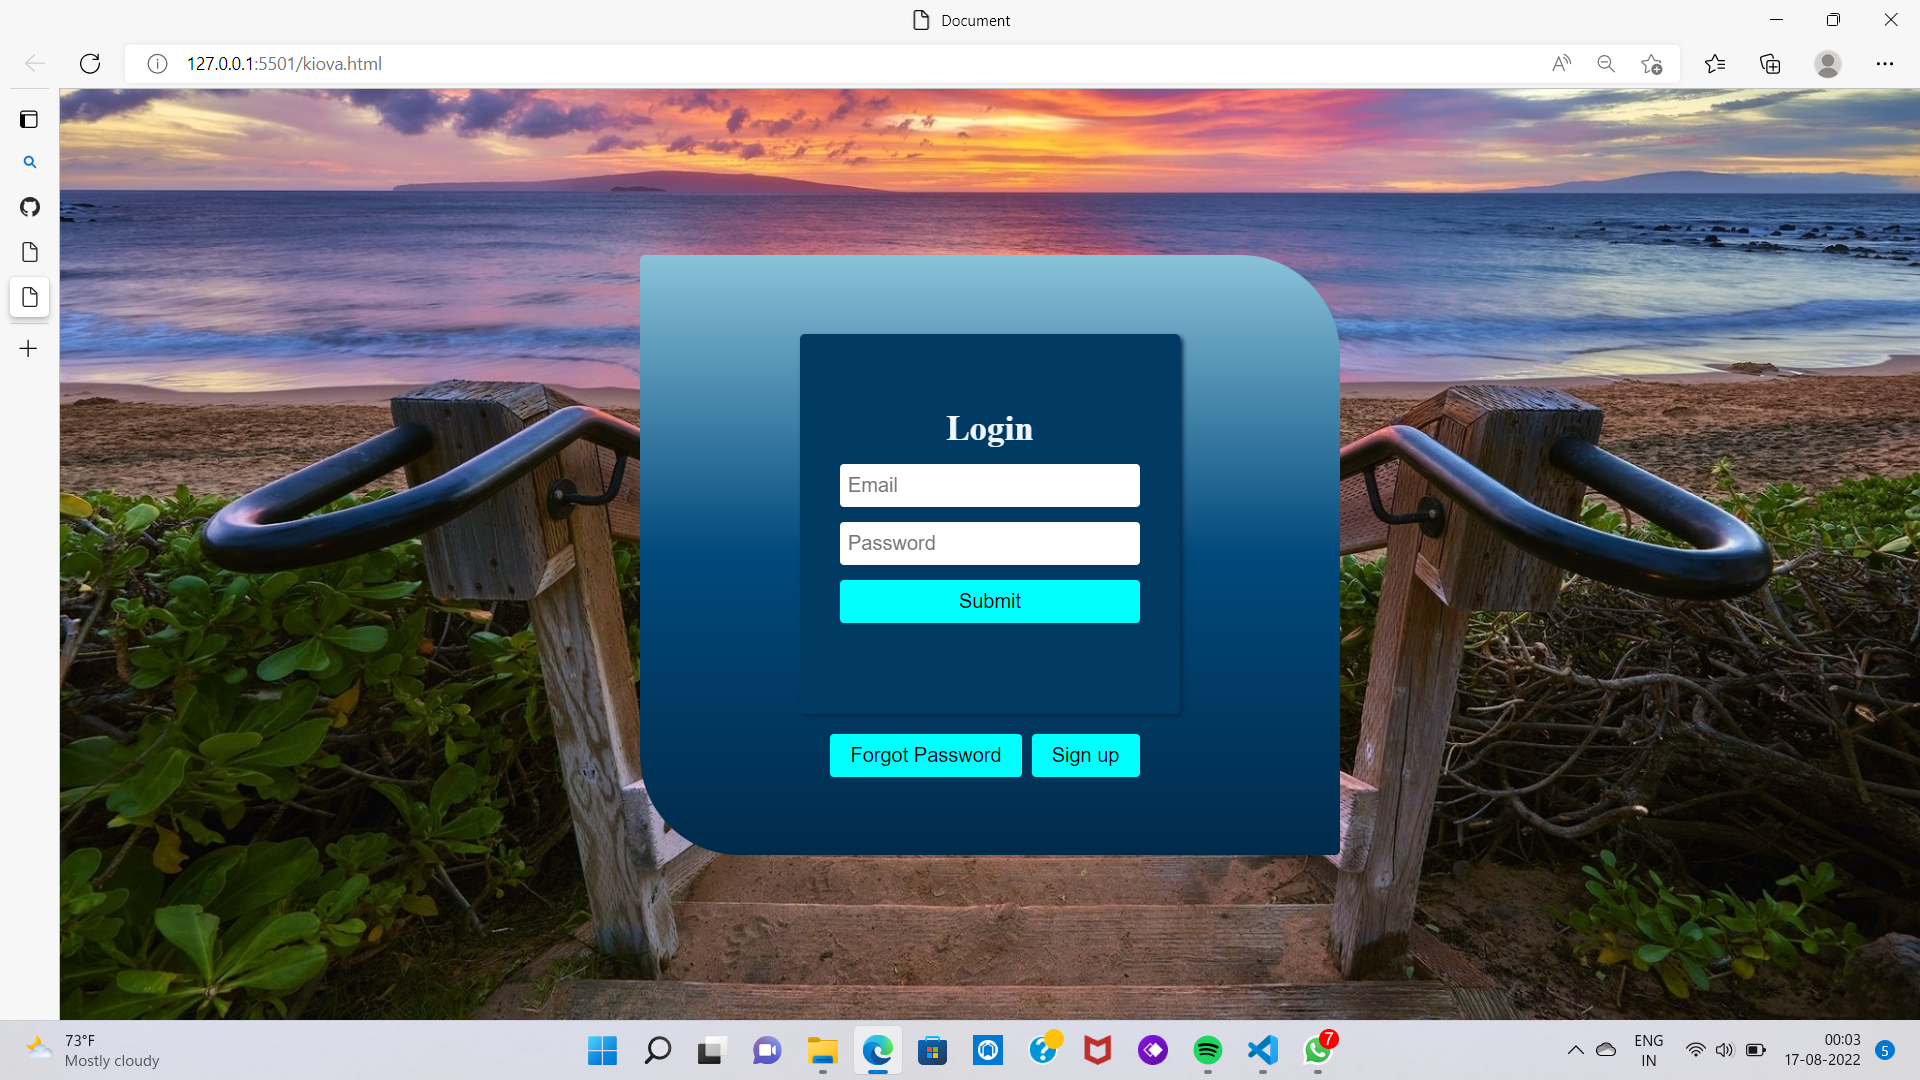 Document
127.0.0.1:5501/kiova.html
Login
Email
Password
Submit
Forgot Password
Sign up
73°F
Mostly cloudy
7
ENG
IN
00:03
17-08-2022
5